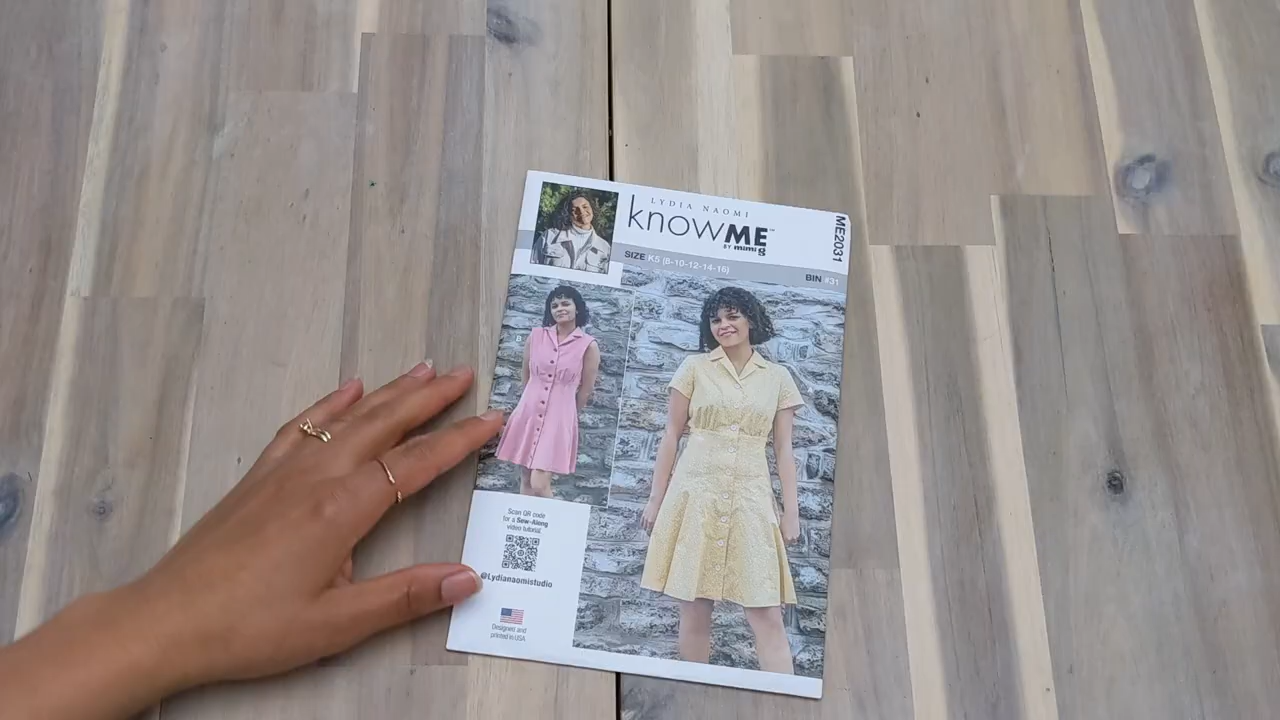 LYDIA NAOMI
knowME™
BY mimi g
ME2031
SIZE K5 (8-10-12-14-16)
BIN #31
B
Scan QR code
for a Sew-Along
video tutorial
@Lydianaomistudio
Designed and
printed in USA